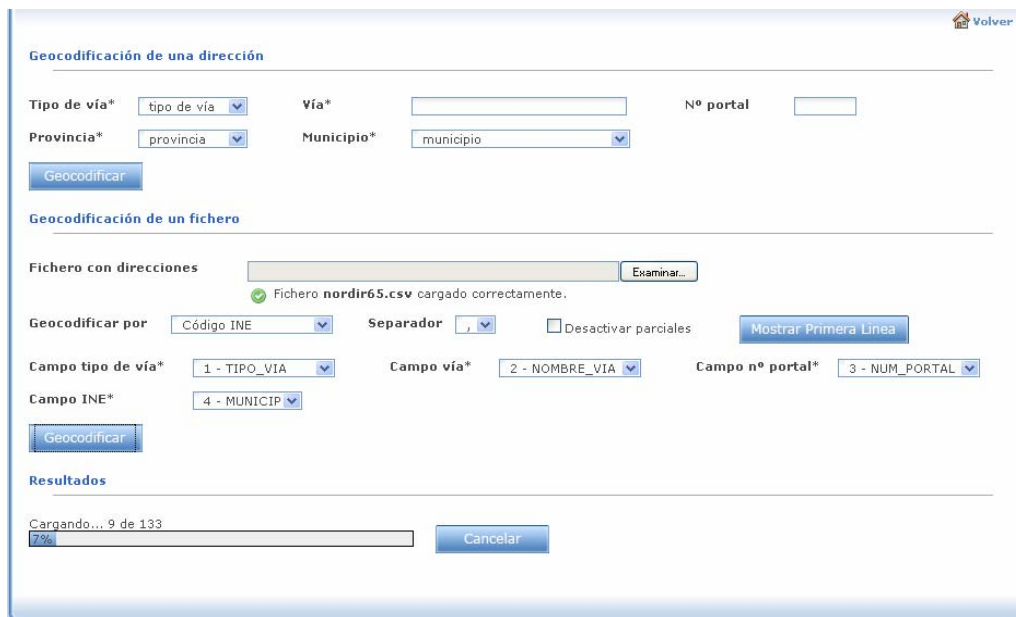 Volver
Geocodificación de una dirección
Tipo de vía* tipo de vía Vía* Nº portal
Provincia* provincia Municipio* municipio
Geocodificar
Geocodificación de un fichero
Fichero con direcciones Examinar...
Fichero nordir65.csv cargado correctamente.
Geocodificar por Código INE Separador , Desactivar parciales Mostrar Primera Linea
Campo tipo de vía* 1 - TIPO_VIA Campo vía* 2 - NOMBRE_VIA Campo nº portal* 3 - NUM_PORTAL
Campo INE* 4 - MUNICIP
Geocodificar
Resultados
Cargando... 9 de 133
7% Cancelar